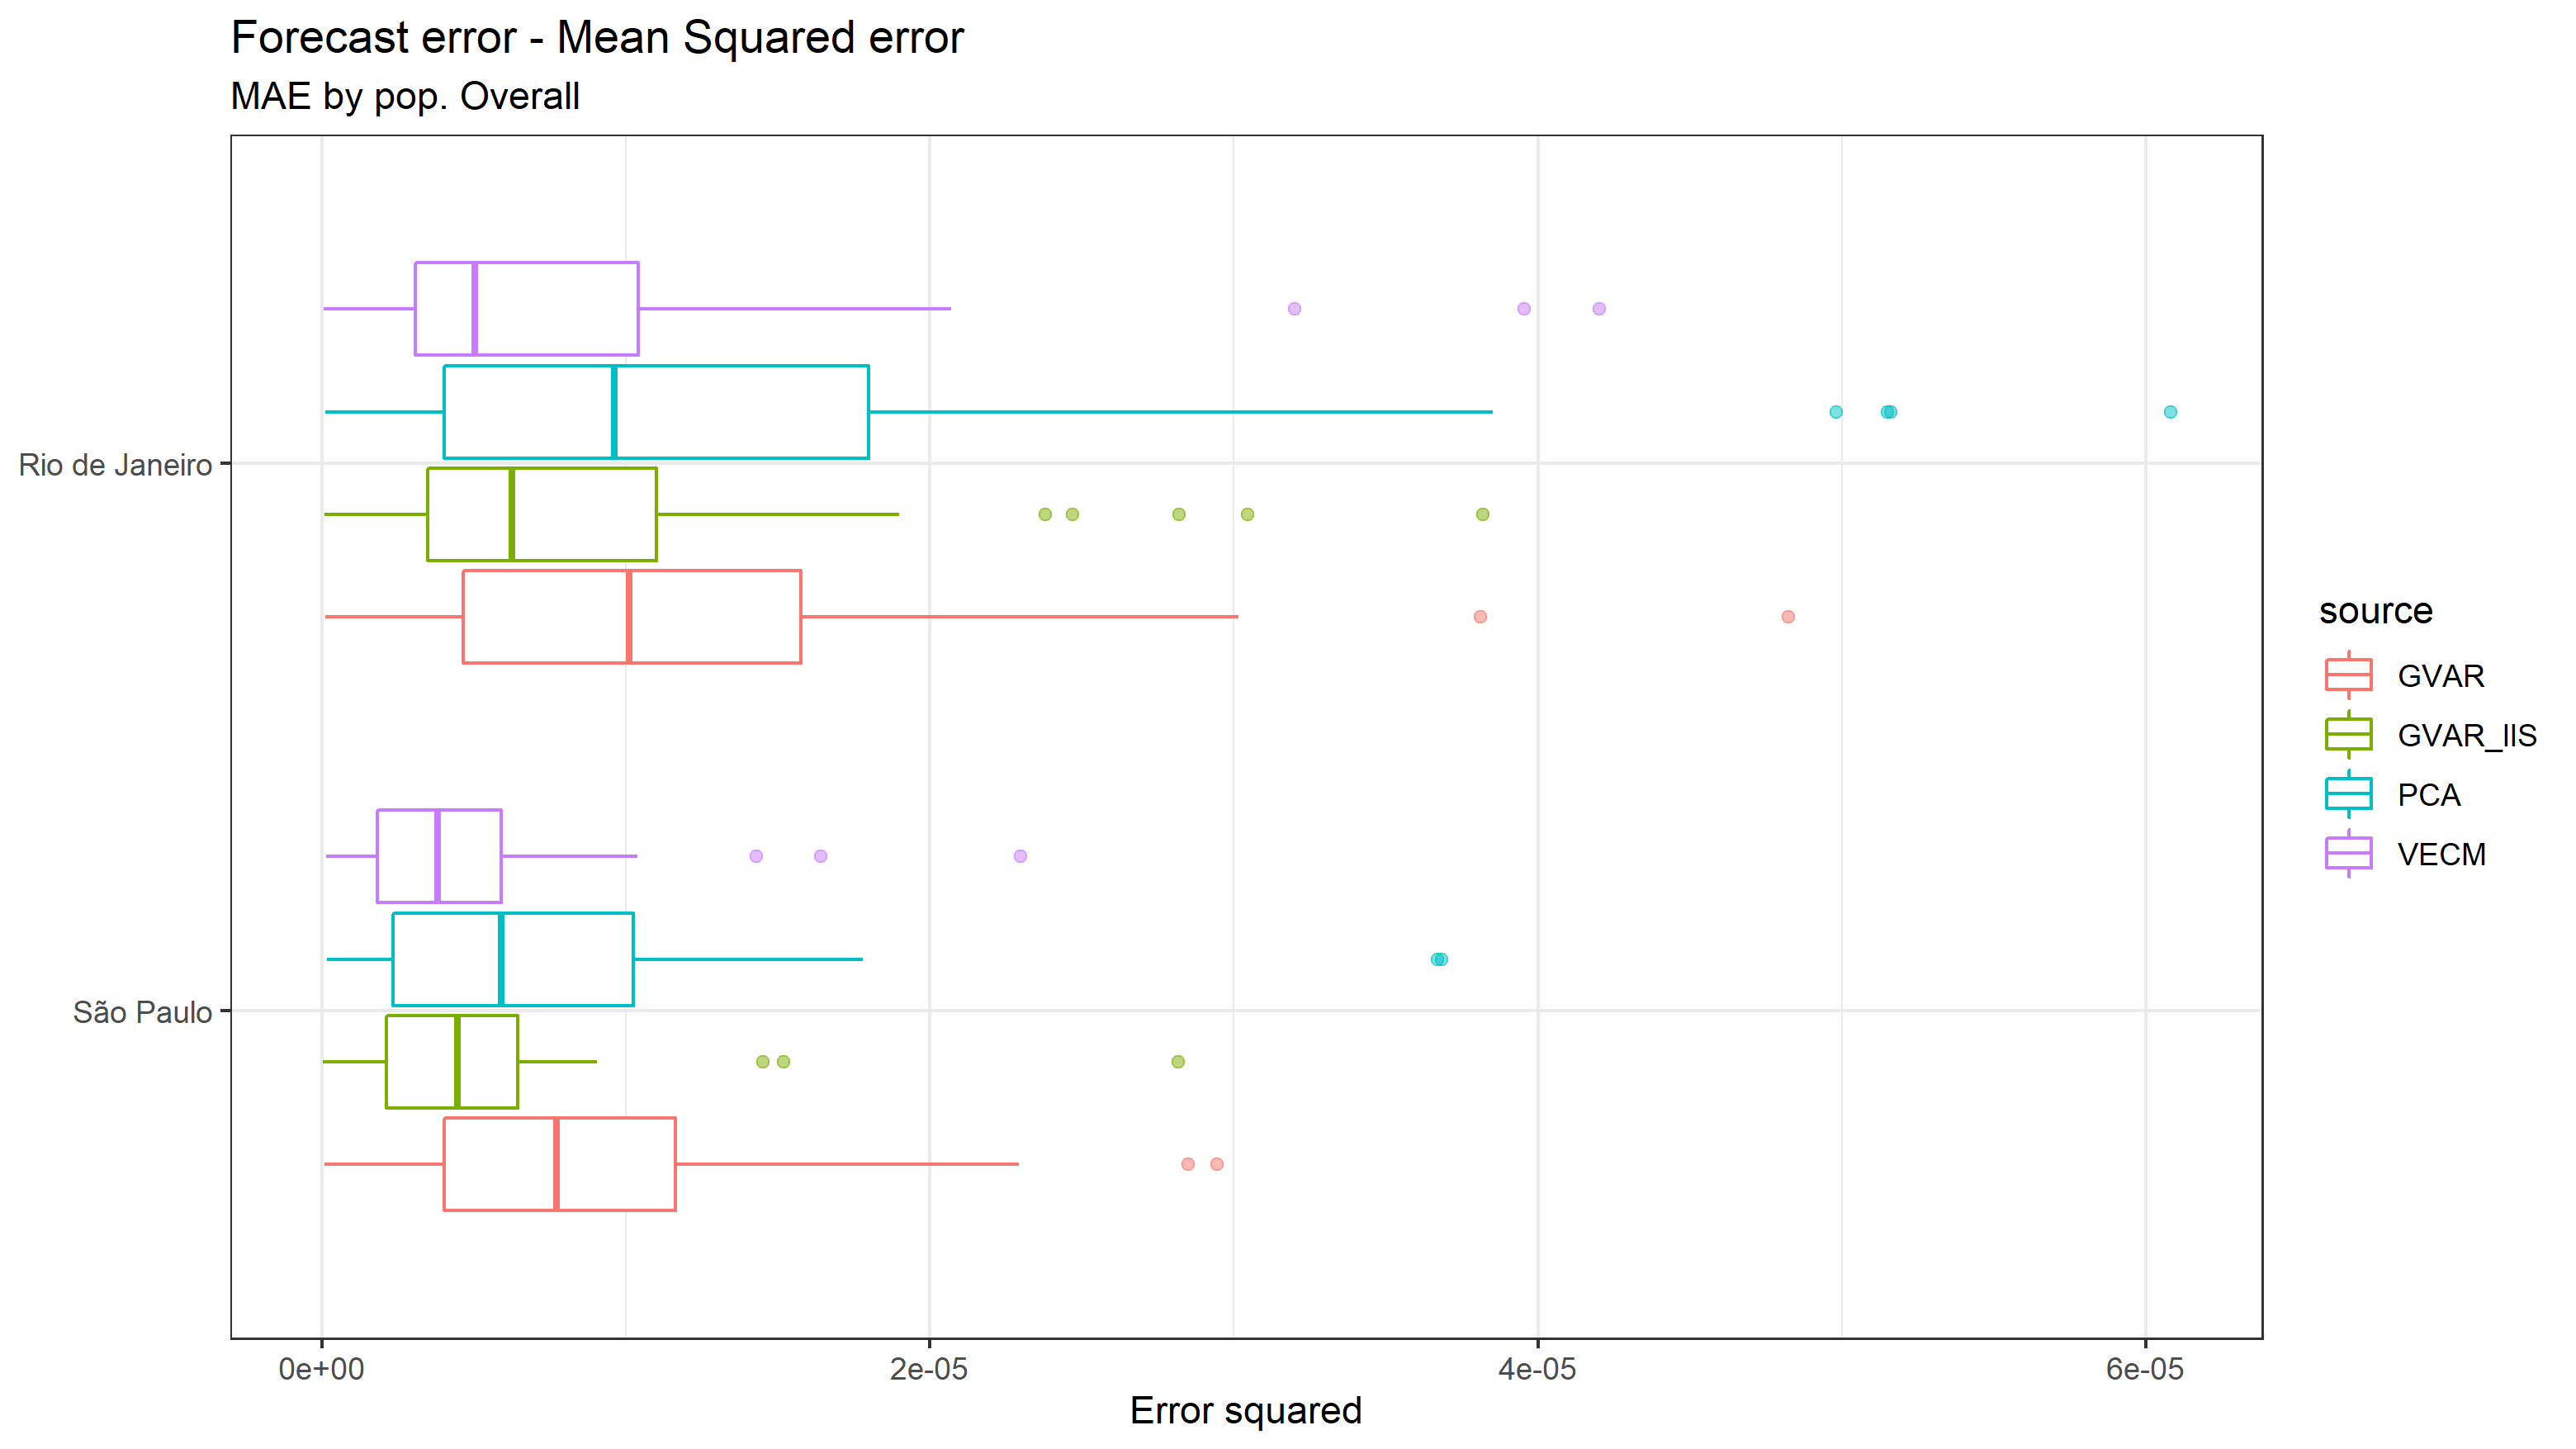 Forecast error - Mean Squared error
MAE by pop. Overall
Rio de Janeiro
São Paulo
0e+00
2e-05
4e-05
6e-05
Error squared
source
GVAR
GVAR_IIS
PCA
VECM